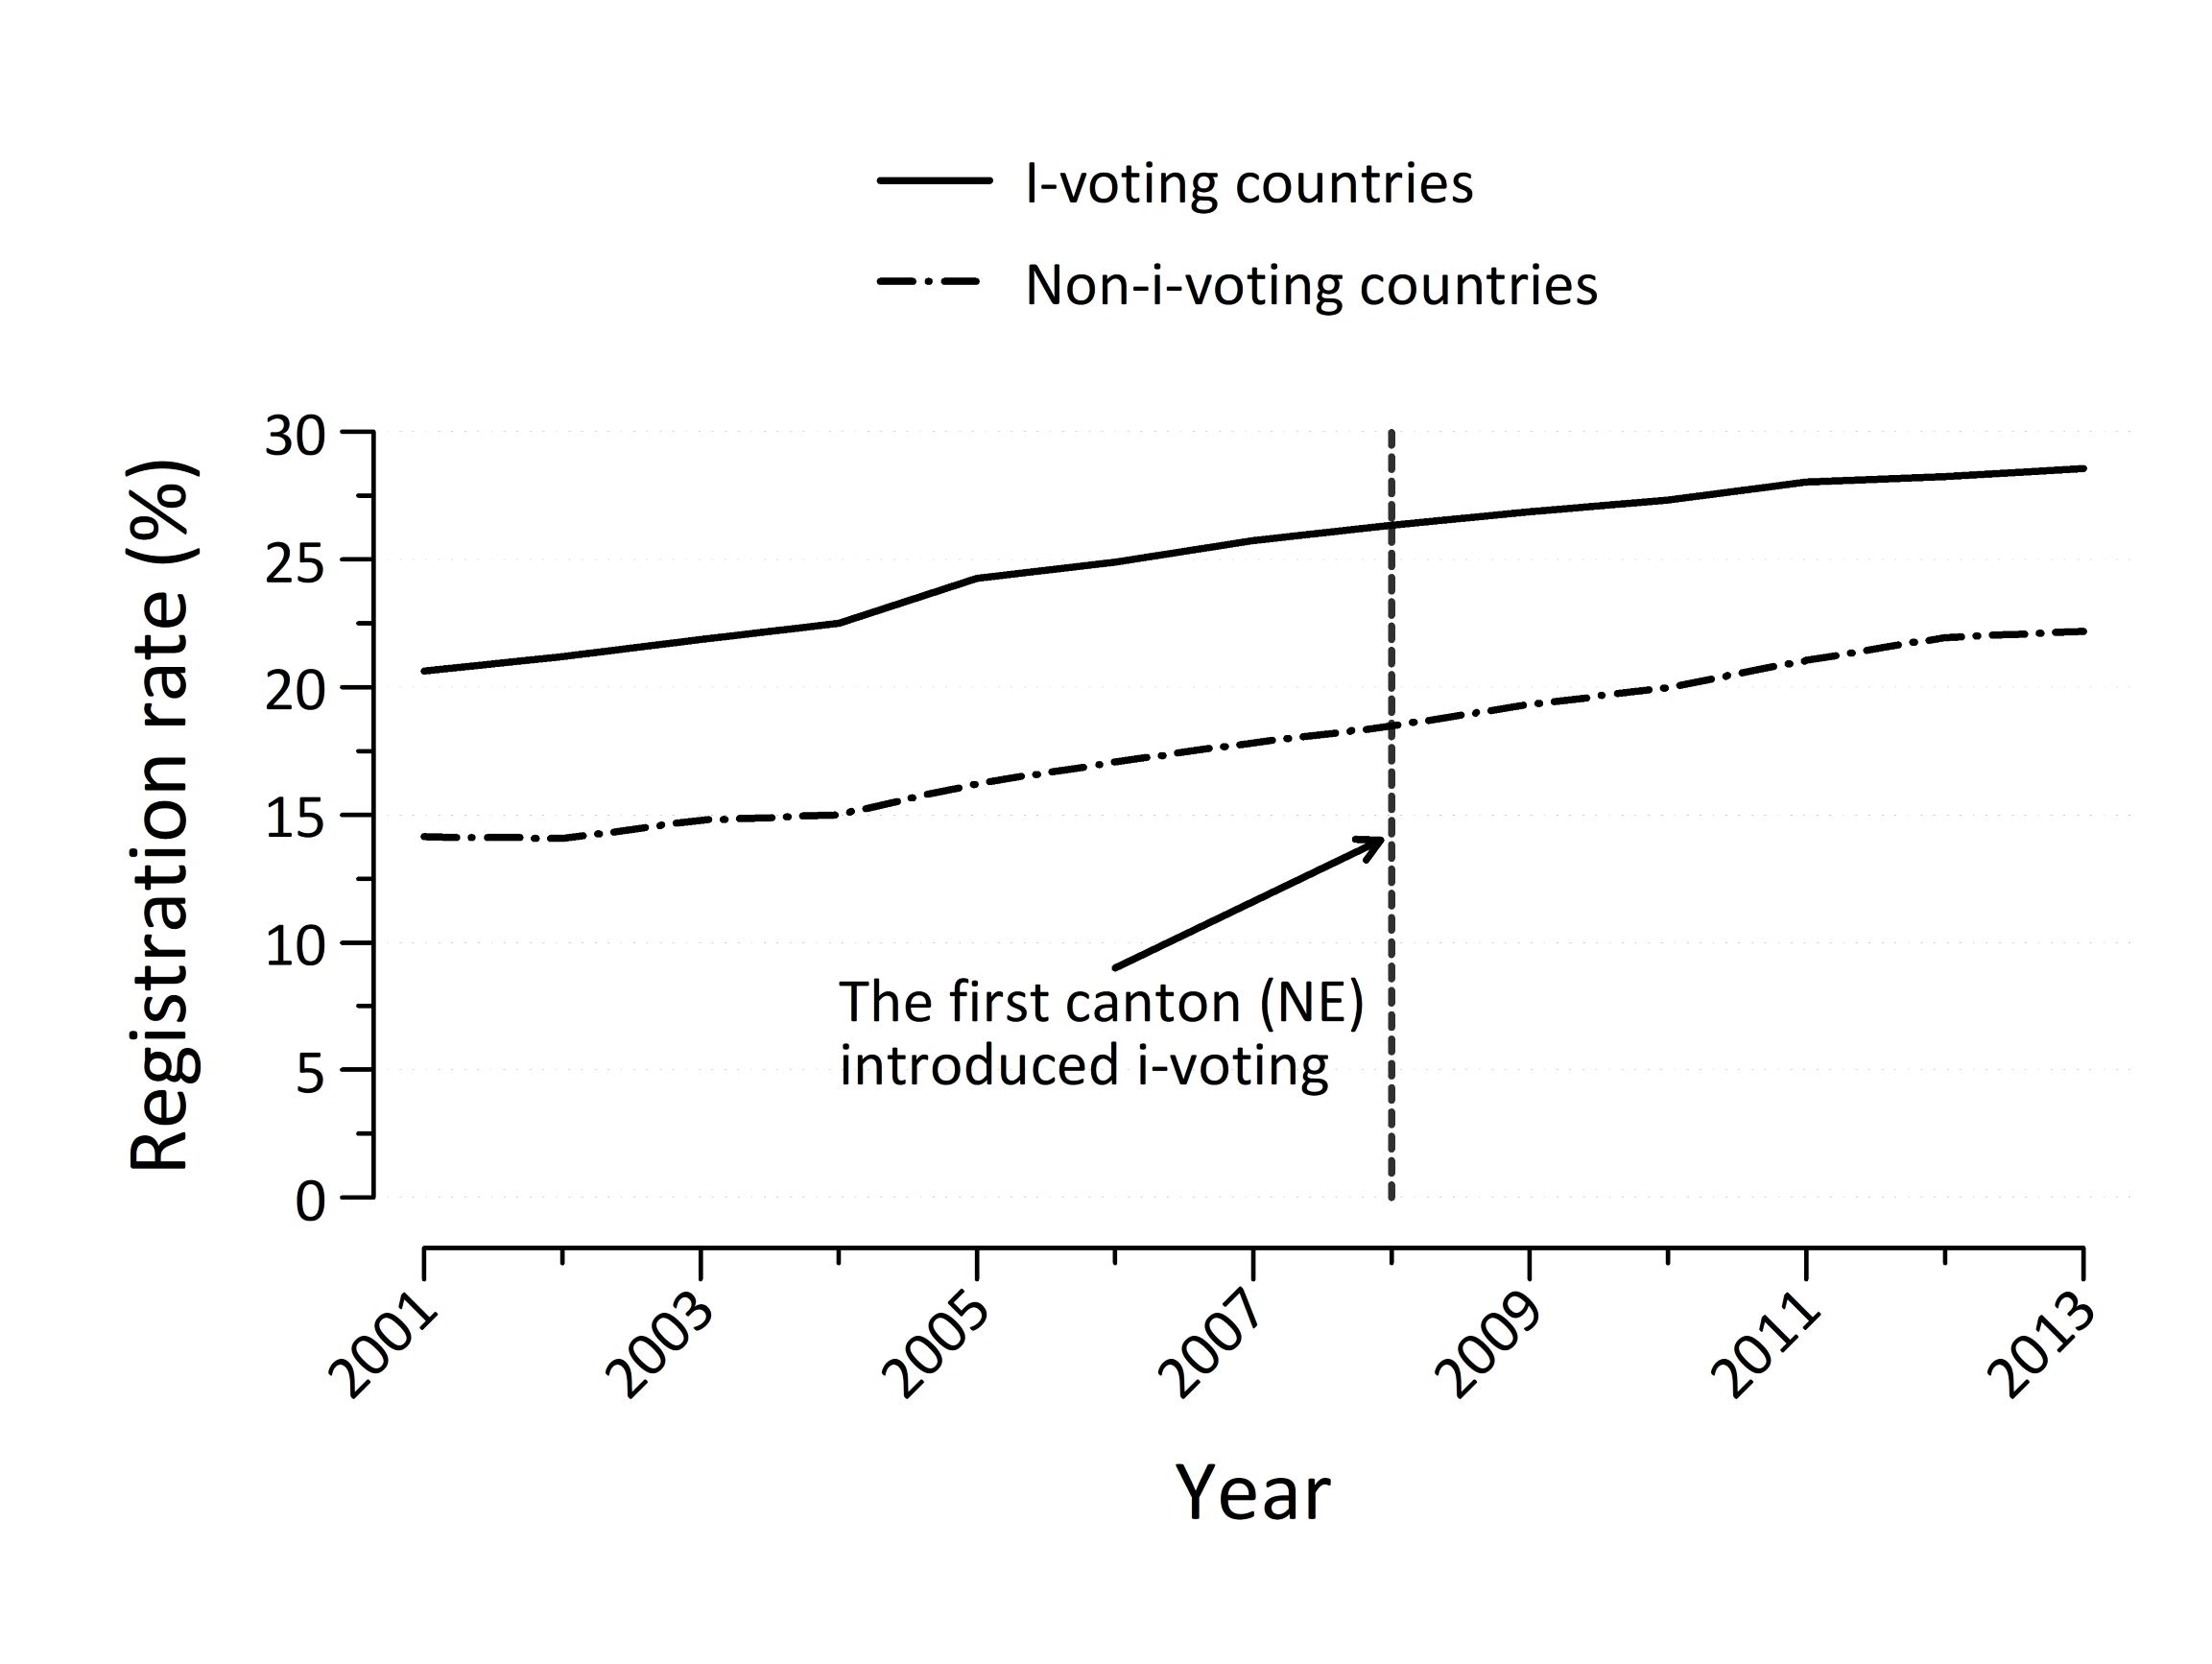 I-voting countries
Non-i-voting countries
Registration rate (%)
30
25
20
15
10
5
0
The first canton (NE)
introduced i-voting
2001
2003
2005
2007
2009
2011
2013
Year